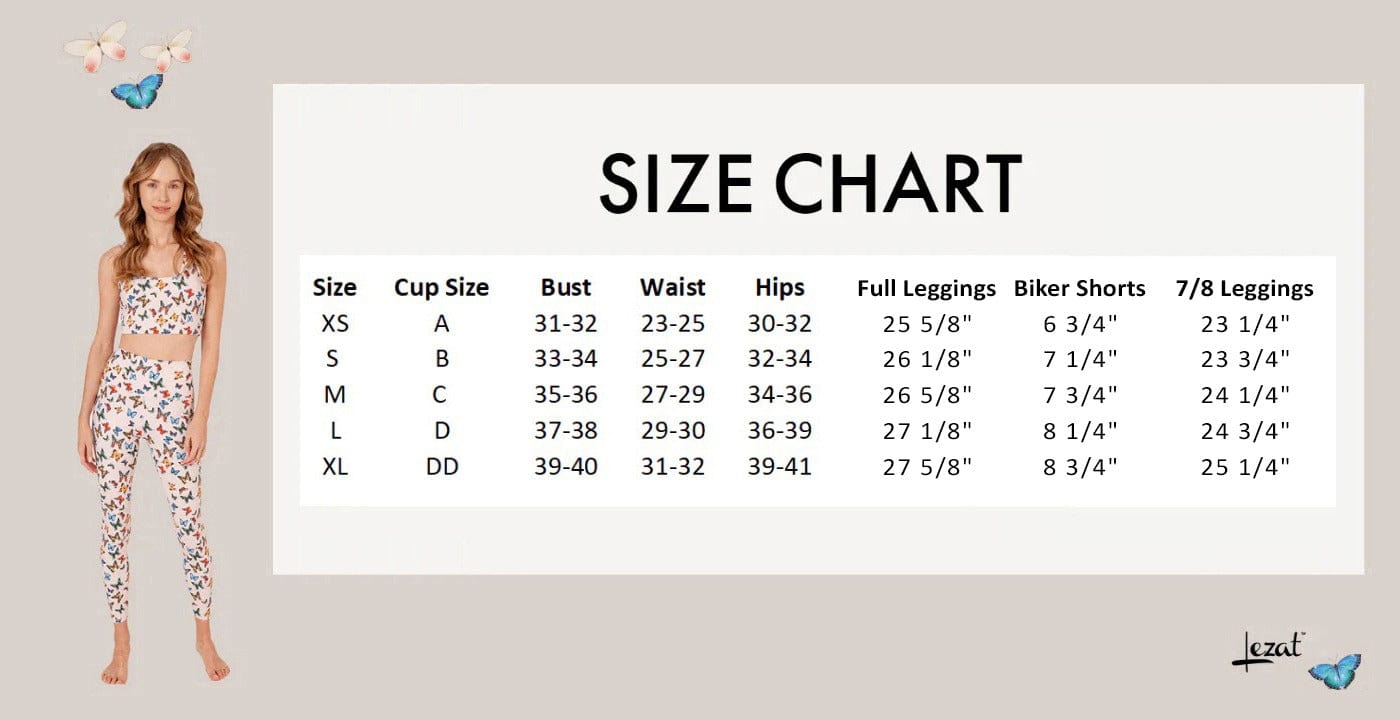 SIZE CHART
Size Cup Size Bust Waist Hips Full Leggings Biker Shorts 7/8 Leggings
XS A 31-32 23-25 30-32 25 5/8" 6 3/4" 23 1/4"
S B 33-34 25-27 32-34 26 1/8" 7 1/4" 23 3/4"
M C 35-36 27-29 34-36 26 5/8" 7 3/4" 24 1/4"
L D 37-38 29-30 36-39 27 1/8" 8 1/4" 24 3/4"
XL DD 39-40 31-32 39-41 27 5/8" 8 3/4" 25 1/4"
lezat™